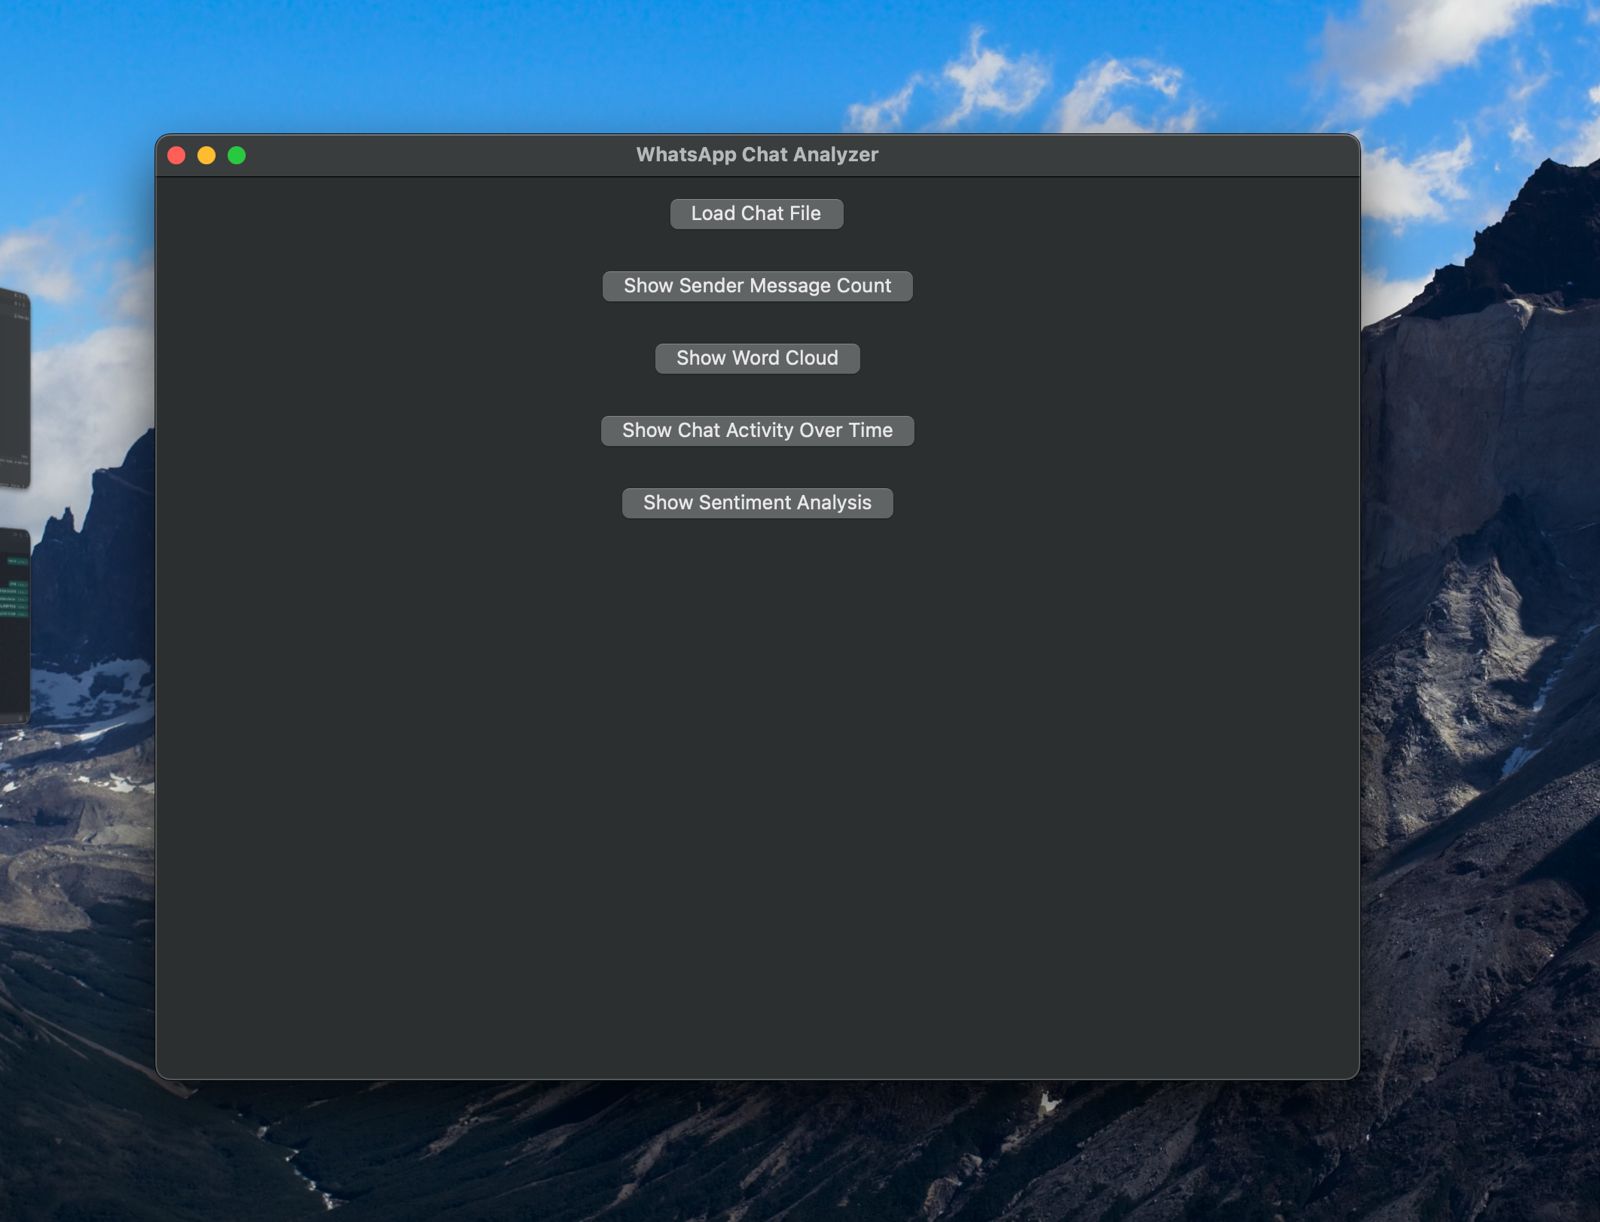 WhatsApp Chat Analyzer
Load Chat File
Show Sender Message Count
Show Word Cloud
Show Chat Activity Over Time
Show Sentiment Analysis